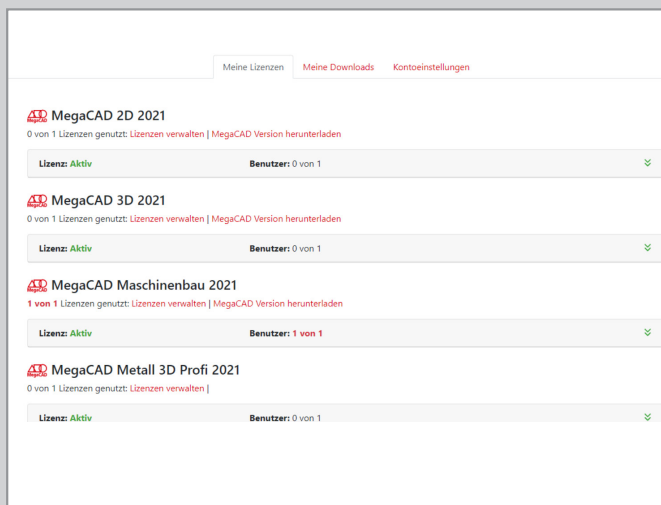 Meine Lizenzen Meine Downloads Kontoeinstellungen
MegaCAD MegaCAD 2D 2021
0 von 1 Lizenzen genutzt: Lizenzen verwalten | MegaCAD Version herunterladen
Lizenz: Aktiv Benutzer: 0 von 1
MegaCAD MegaCAD 3D 2021
0 von 1 Lizenzen genutzt: Lizenzen verwalten | MegaCAD Version herunterladen
Lizenz: Aktiv Benutzer: 0 von 1
MegaCAD MegaCAD Maschinenbau 2021
1 von 1 Lizenzen genutzt: Lizenzen verwalten | MegaCAD Version herunterladen
Lizenz: Aktiv Benutzer: 1 von 1
MegaCAD MegaCAD Metall 3D Profi 2021
0 von 1 Lizenzen genutzt: Lizenzen verwalten |
Lizenz: Aktiv Benutzer: 0 von 1